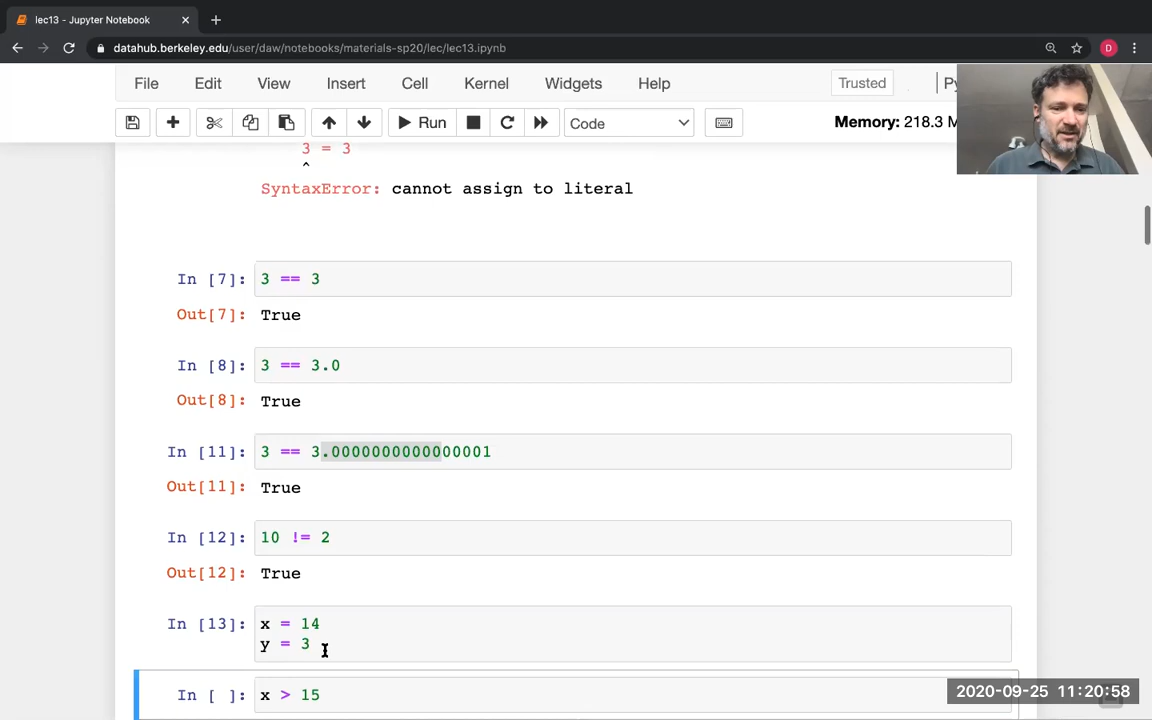 lec13 - Jupyter Notebook
datahub.berkeley.edu/user/daw/notebooks/materials-sp20/lec/lec13.ipynb
D
File Edit View Insert Cell Kernel Widgets Help Trusted Py
Run Code Memory: 218.3 M
3 = 3
^
SyntaxError: cannot assign to literal
In [7]: 3 == 3
Out[7]: True
In [8]: 3 == 3.0
Out[8]: True
In [11]: 3 == 3.0000000000000001
Out[11]: True
In [12]: 10 != 2
Out[12]: True
In [13]: x = 14
y = 3
In [ ]: x > 15
2020-09-25 11:20:58